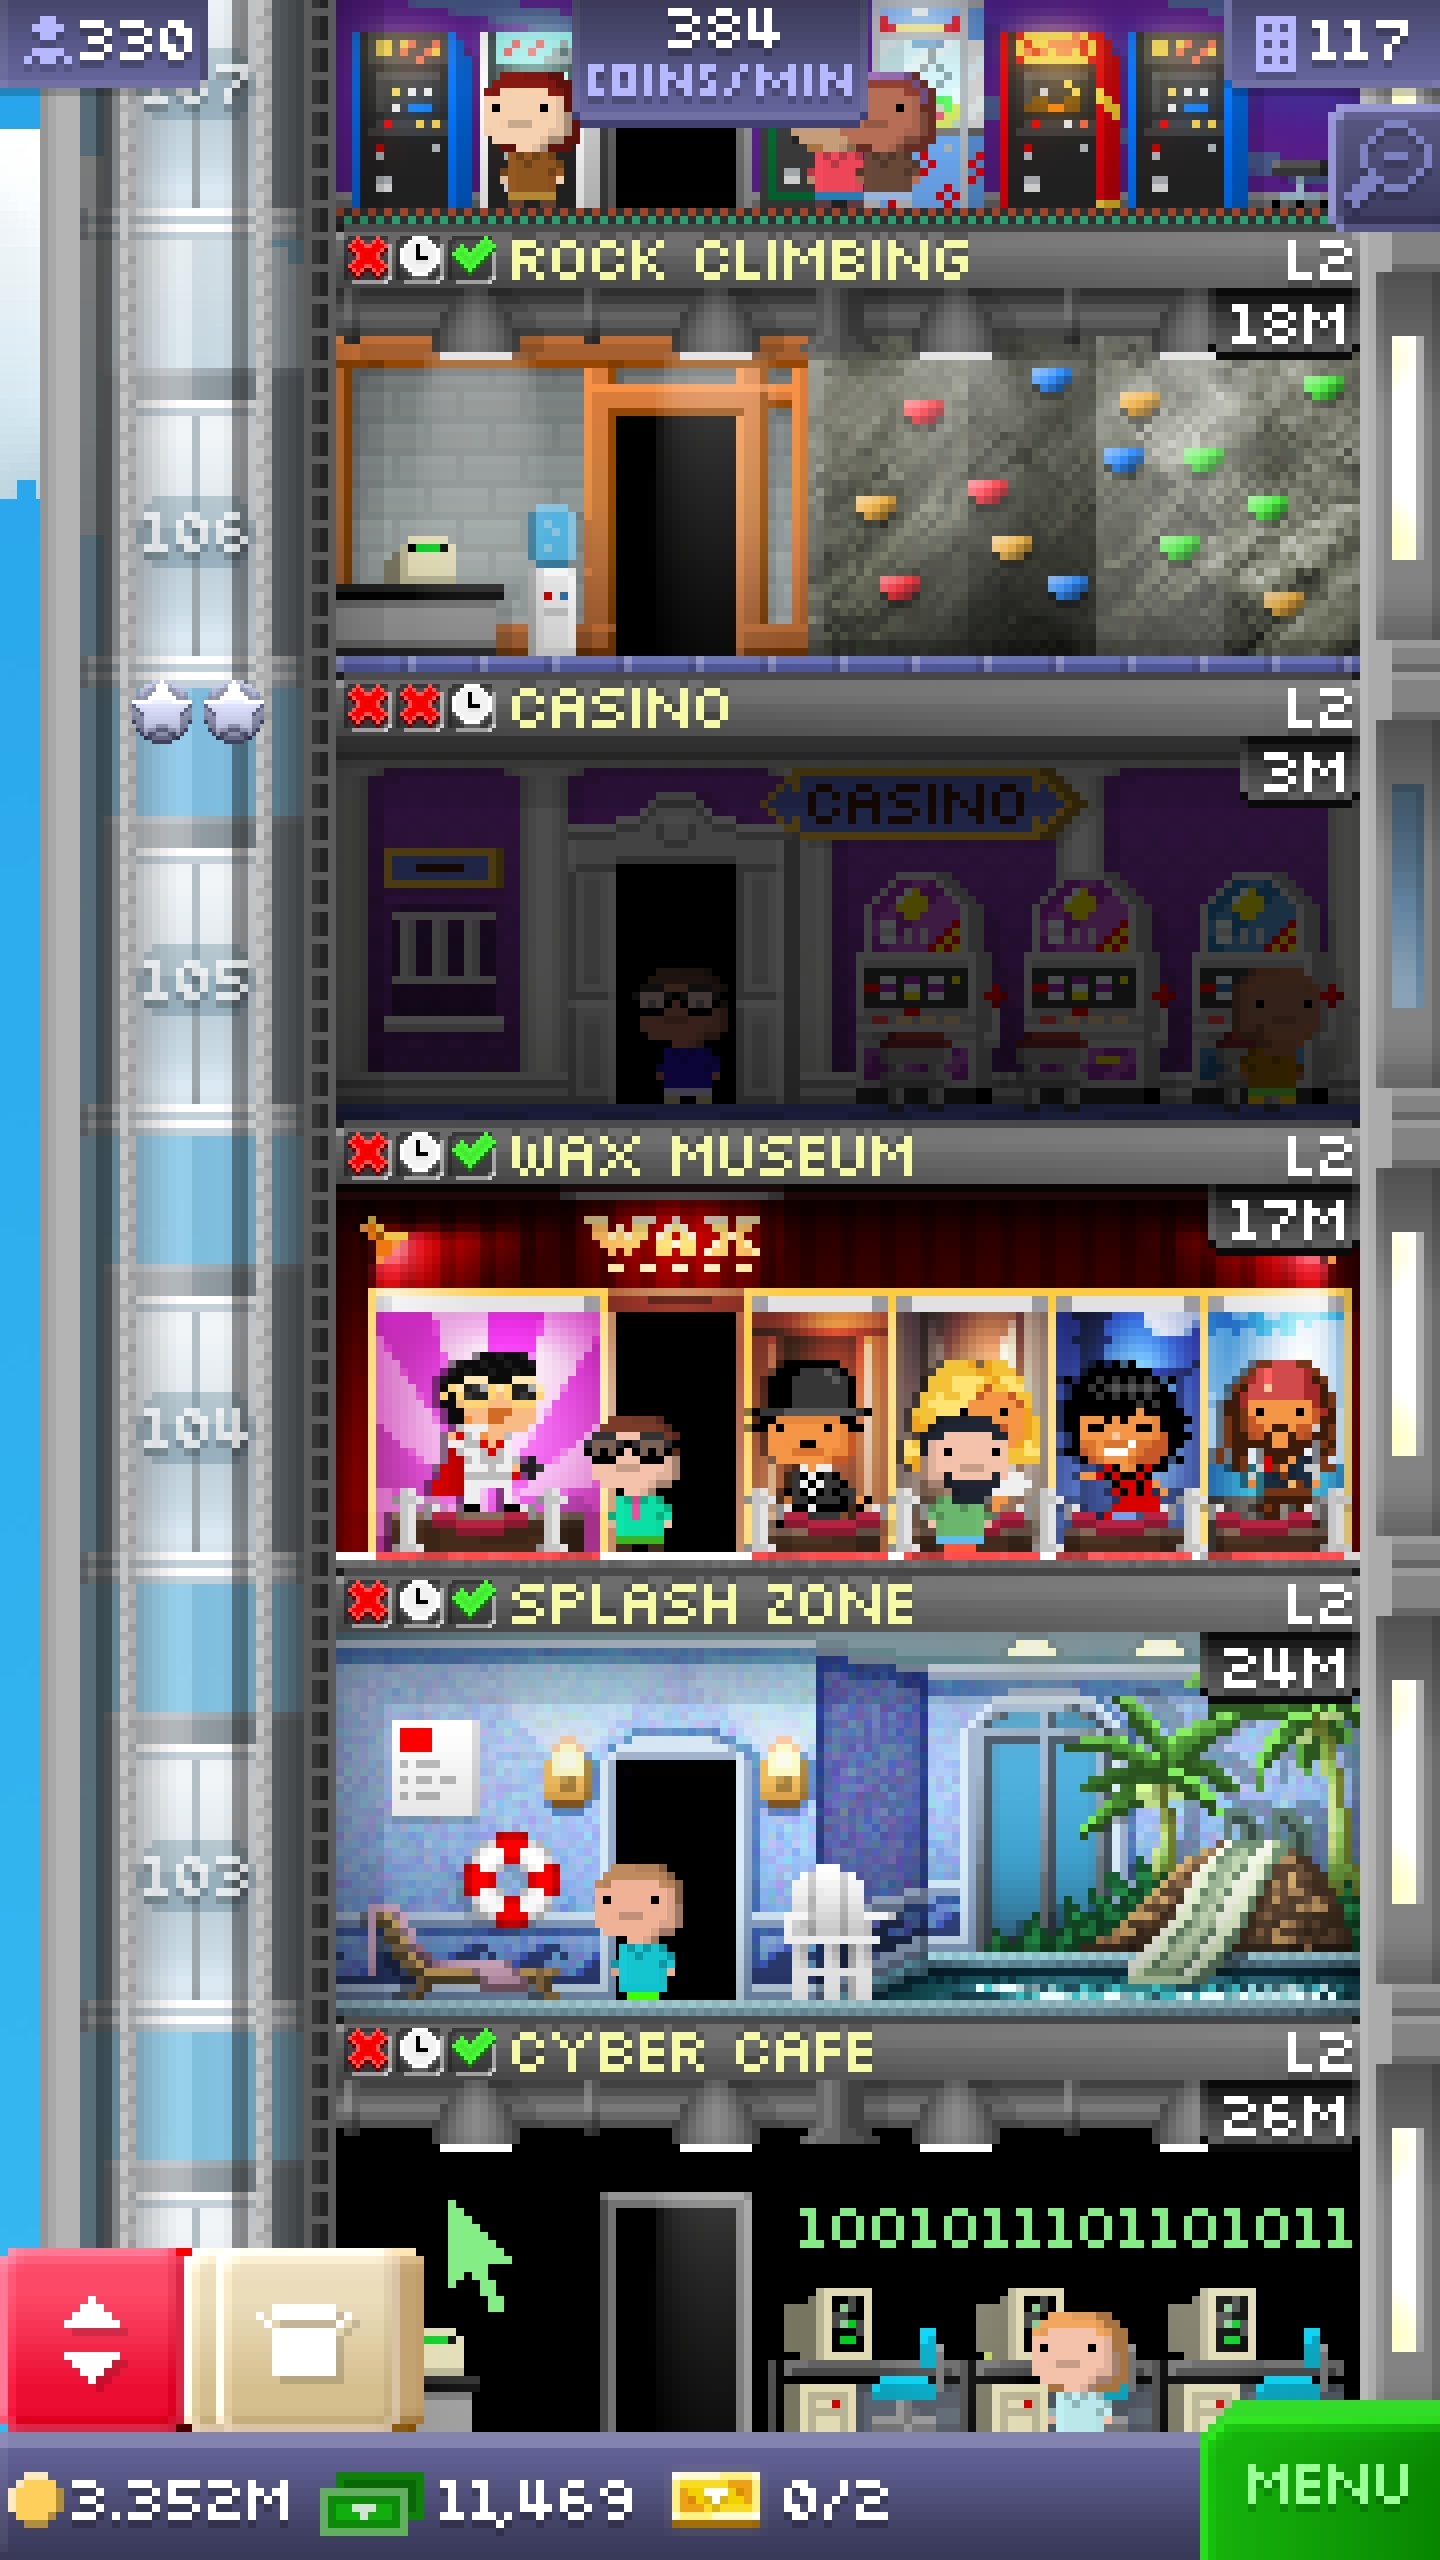 330
384
COINS/MIN
117
107
ROCK CLIMBING L2
18M
106
CASINO L2
3M
CASINO
105
WAX MUSEUM L2
17M
WAX
104
SPLASH ZONE L2
24M
103
CYBER CAFE L2
26M
1001011101101011
3.352M 11,469 0/2
MENU